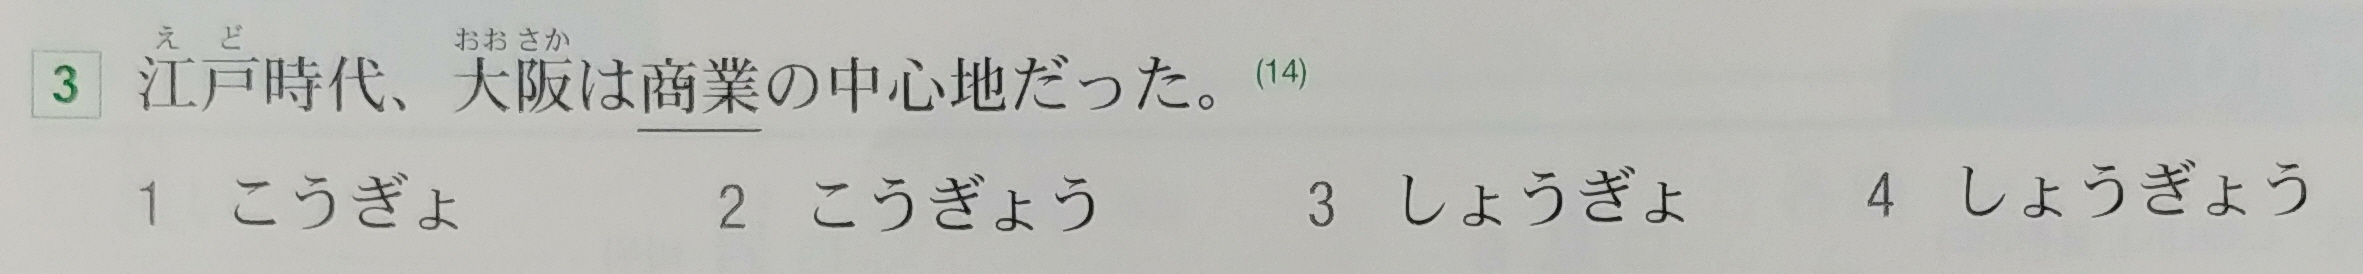 え ど おおさか
3 江戸時代、大阪は商業の中心地だった。(14)
1 こうぎょ 2 こうぎょう 3 しょうぎょ 4 しょうぎょう